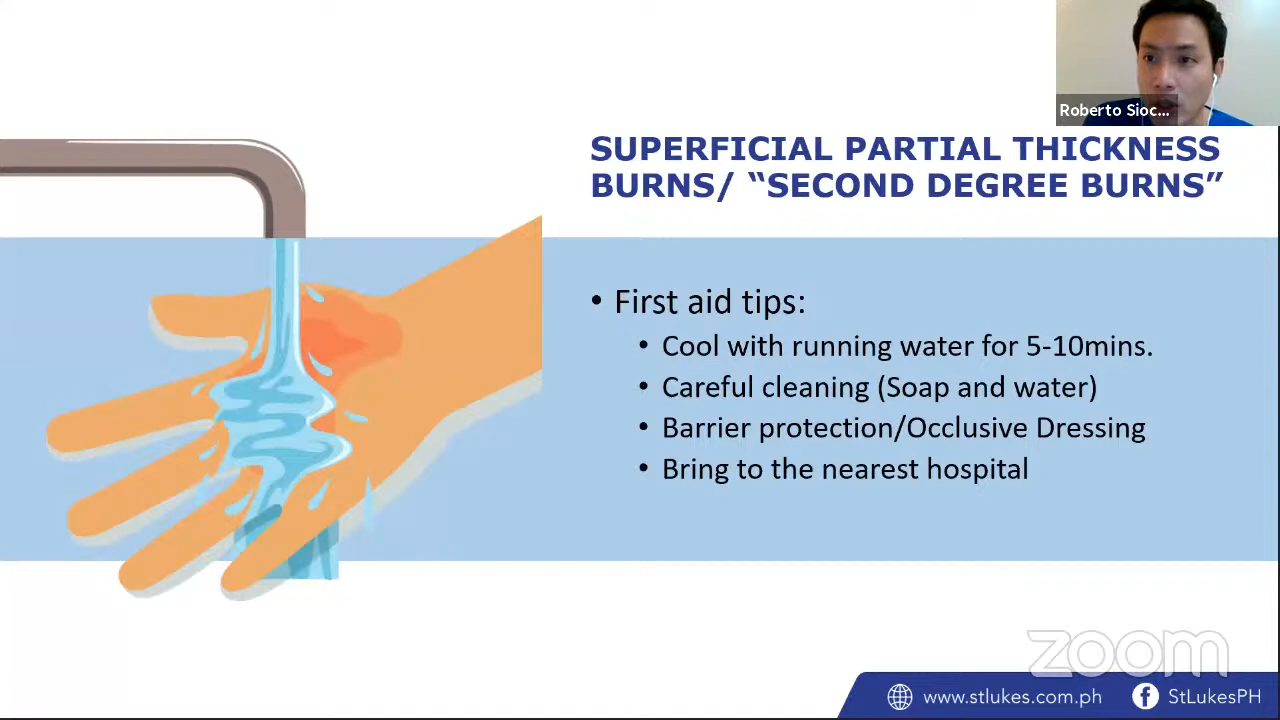 Roberto Sioc...
SUPERFICIAL PARTIAL THICKNESS
BURNS/ “SECOND DEGREE BURNS”
• First aid tips:
• Cool with running water for 5-10mins.
• Careful cleaning (Soap and water)
• Barrier protection/Occlusive Dressing
• Bring to the nearest hospital
zoom
www.stlukes.com.ph
StLukesPH